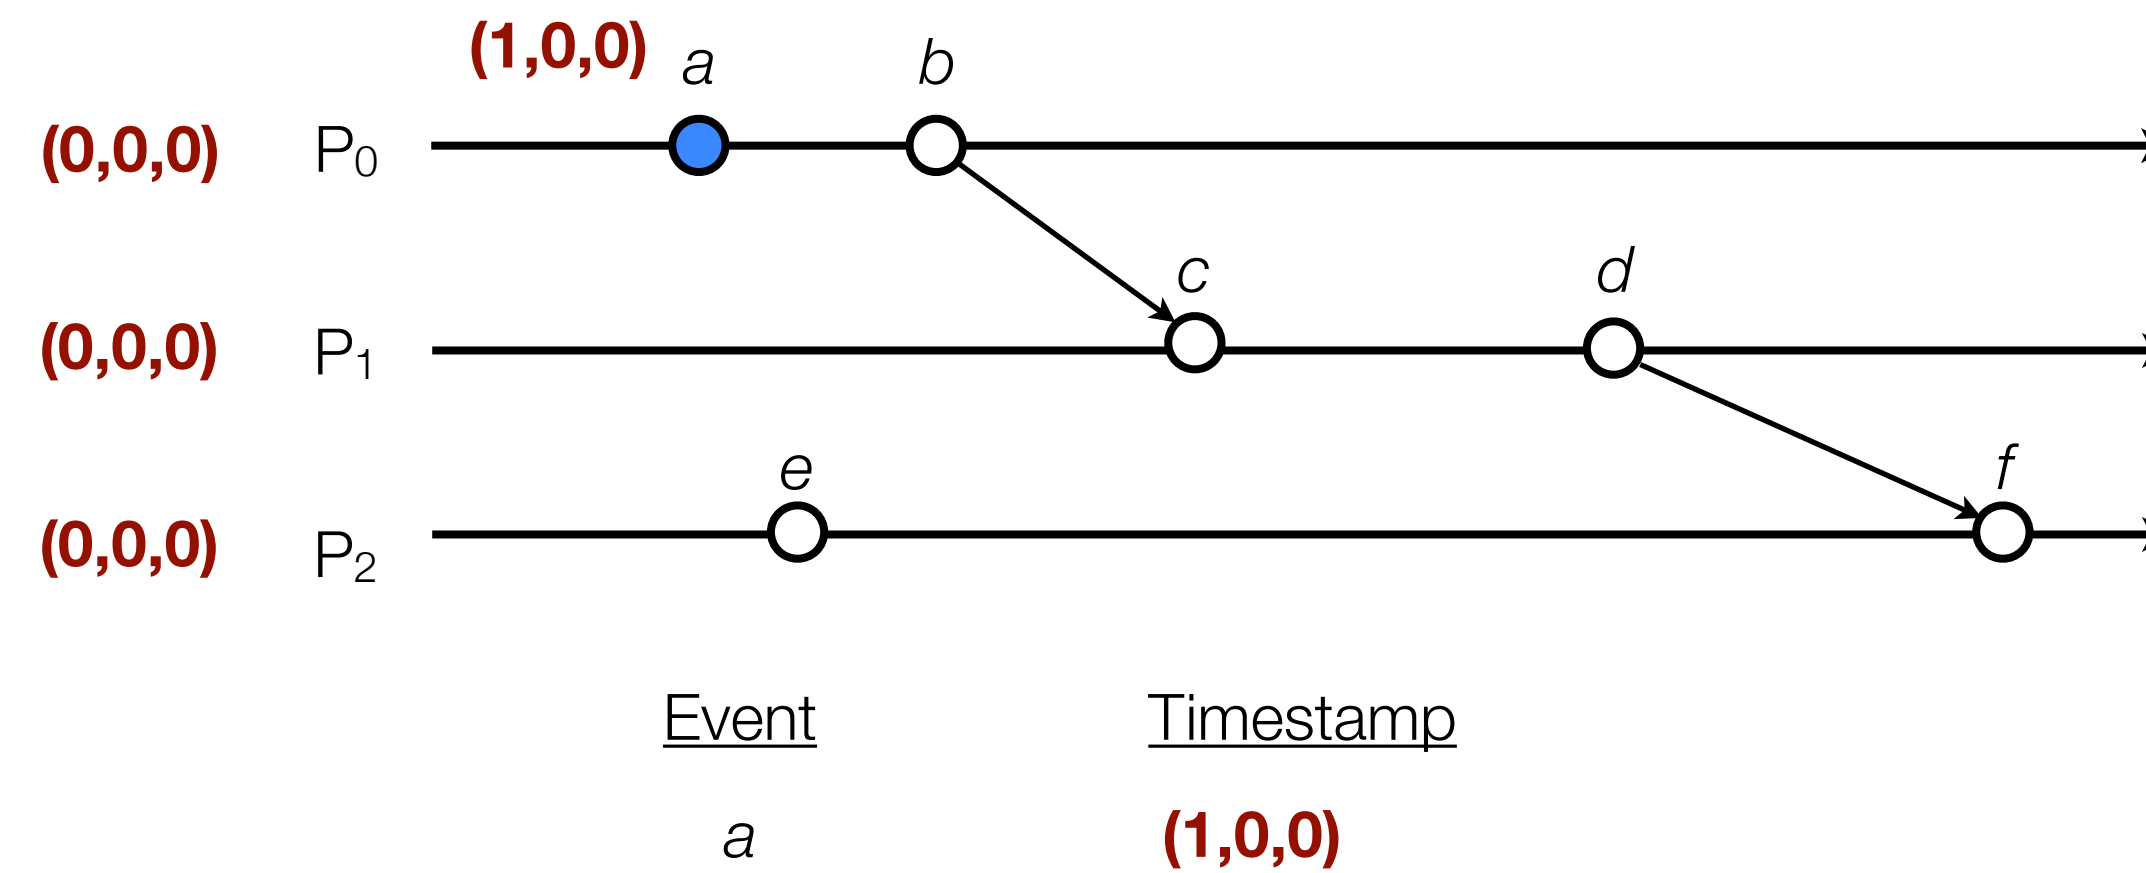 (1,0,0) a b
(0,0,0) P0
c d
(0,0,0) P1
e f
(0,0,0) P2
Event Timestamp
a (1,0,0)